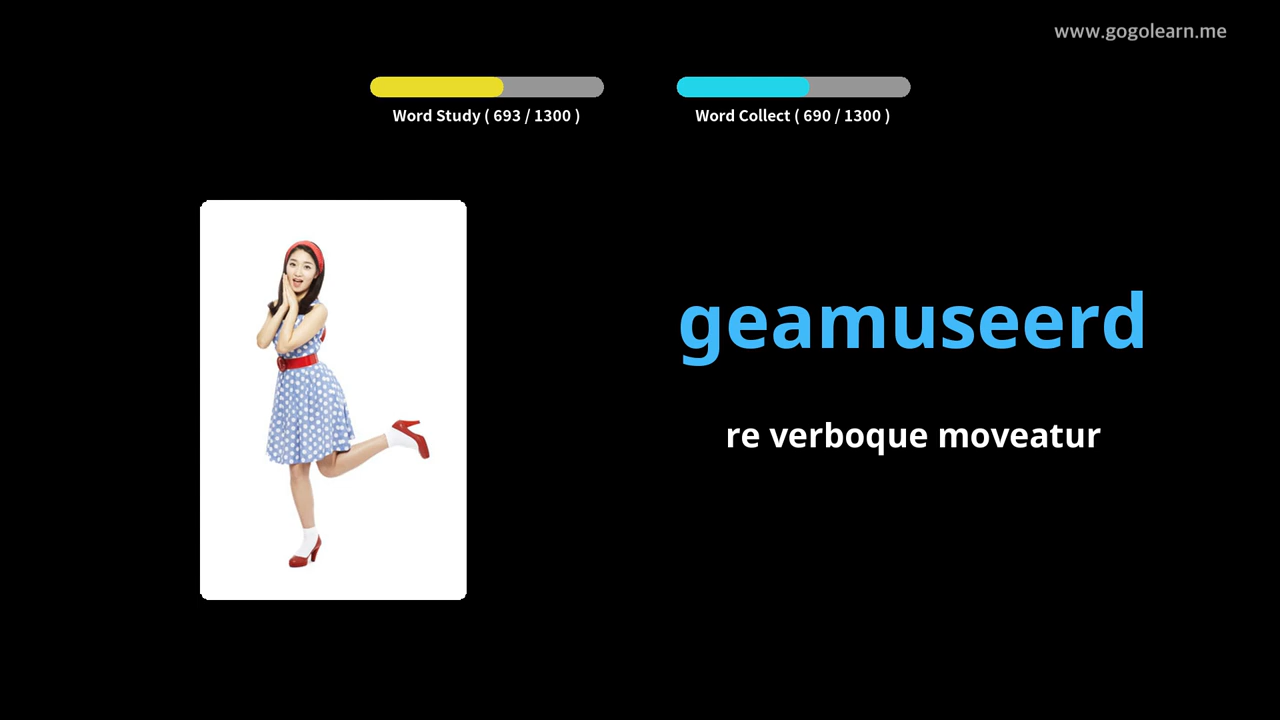 www.gogolearn.me
Word Study ( 693 / 1300 )
Word Collect ( 690 / 1300 )
geamuseerd
re verboque moveatur